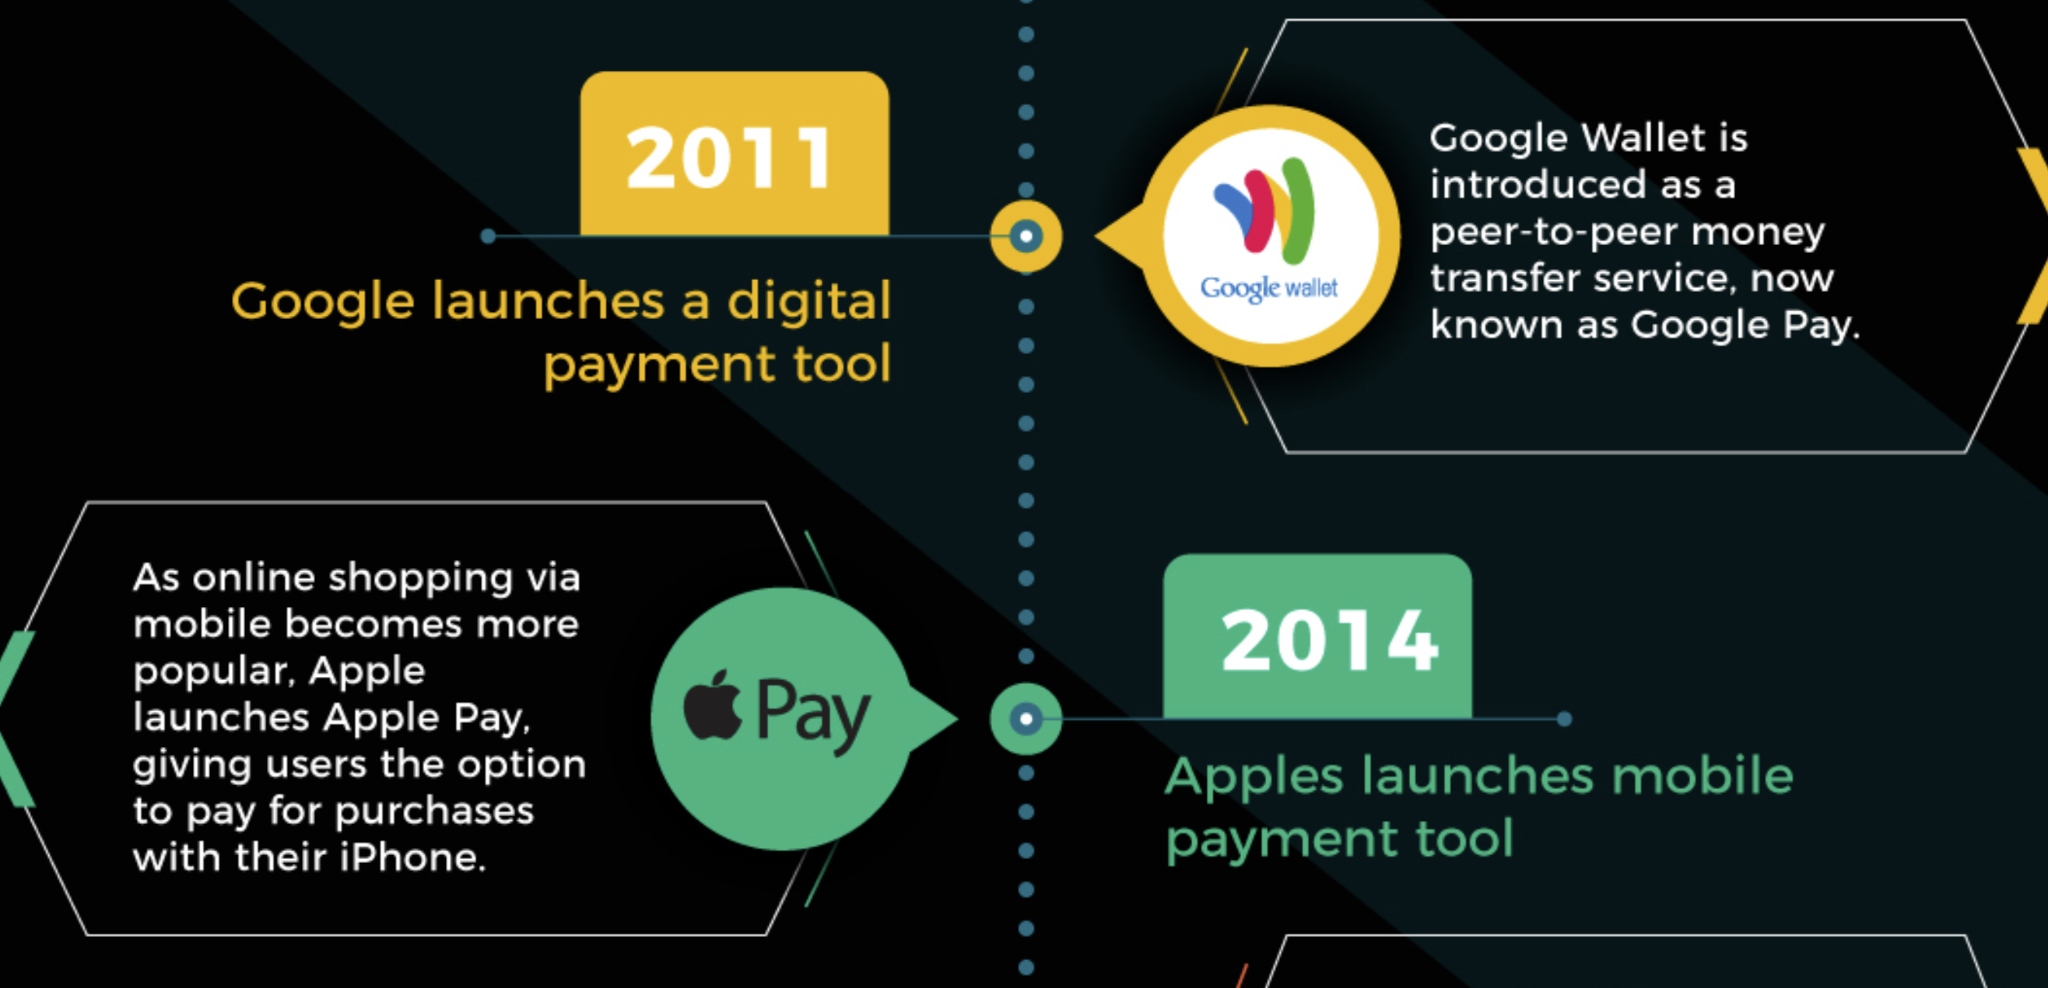 2011
Google launches a digital
payment tool
Google wallet
Google Wallet is
introduced as a
peer-to-peer money
transfer service, now
known as Google Pay.
As online shopping via
mobile becomes more
popular, Apple
launches Apple Pay,
giving users the option
to pay for purchases
with their iPhone.
Pay
2014
Apples launches mobile
payment tool